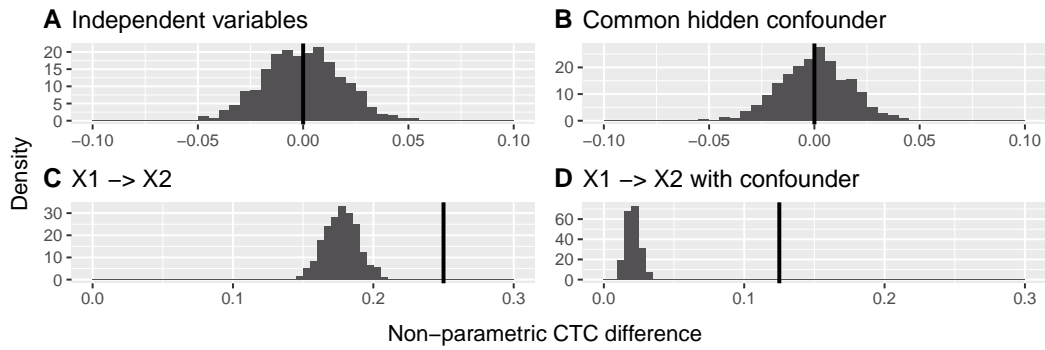 A Independent variables
20
15
10
5
0
−0.10 −0.05 0.00 0.05 0.10
B Common hidden confounder
20
10
0
−0.10 −0.05 0.00 0.05 0.10
Density
C X1 −> X2
30
20
10
0
0.0 0.1 0.2 0.3
D X1 −> X2 with confounder
60
40
20
0
0.0 0.1 0.2 0.3
Non−parametric CTC difference